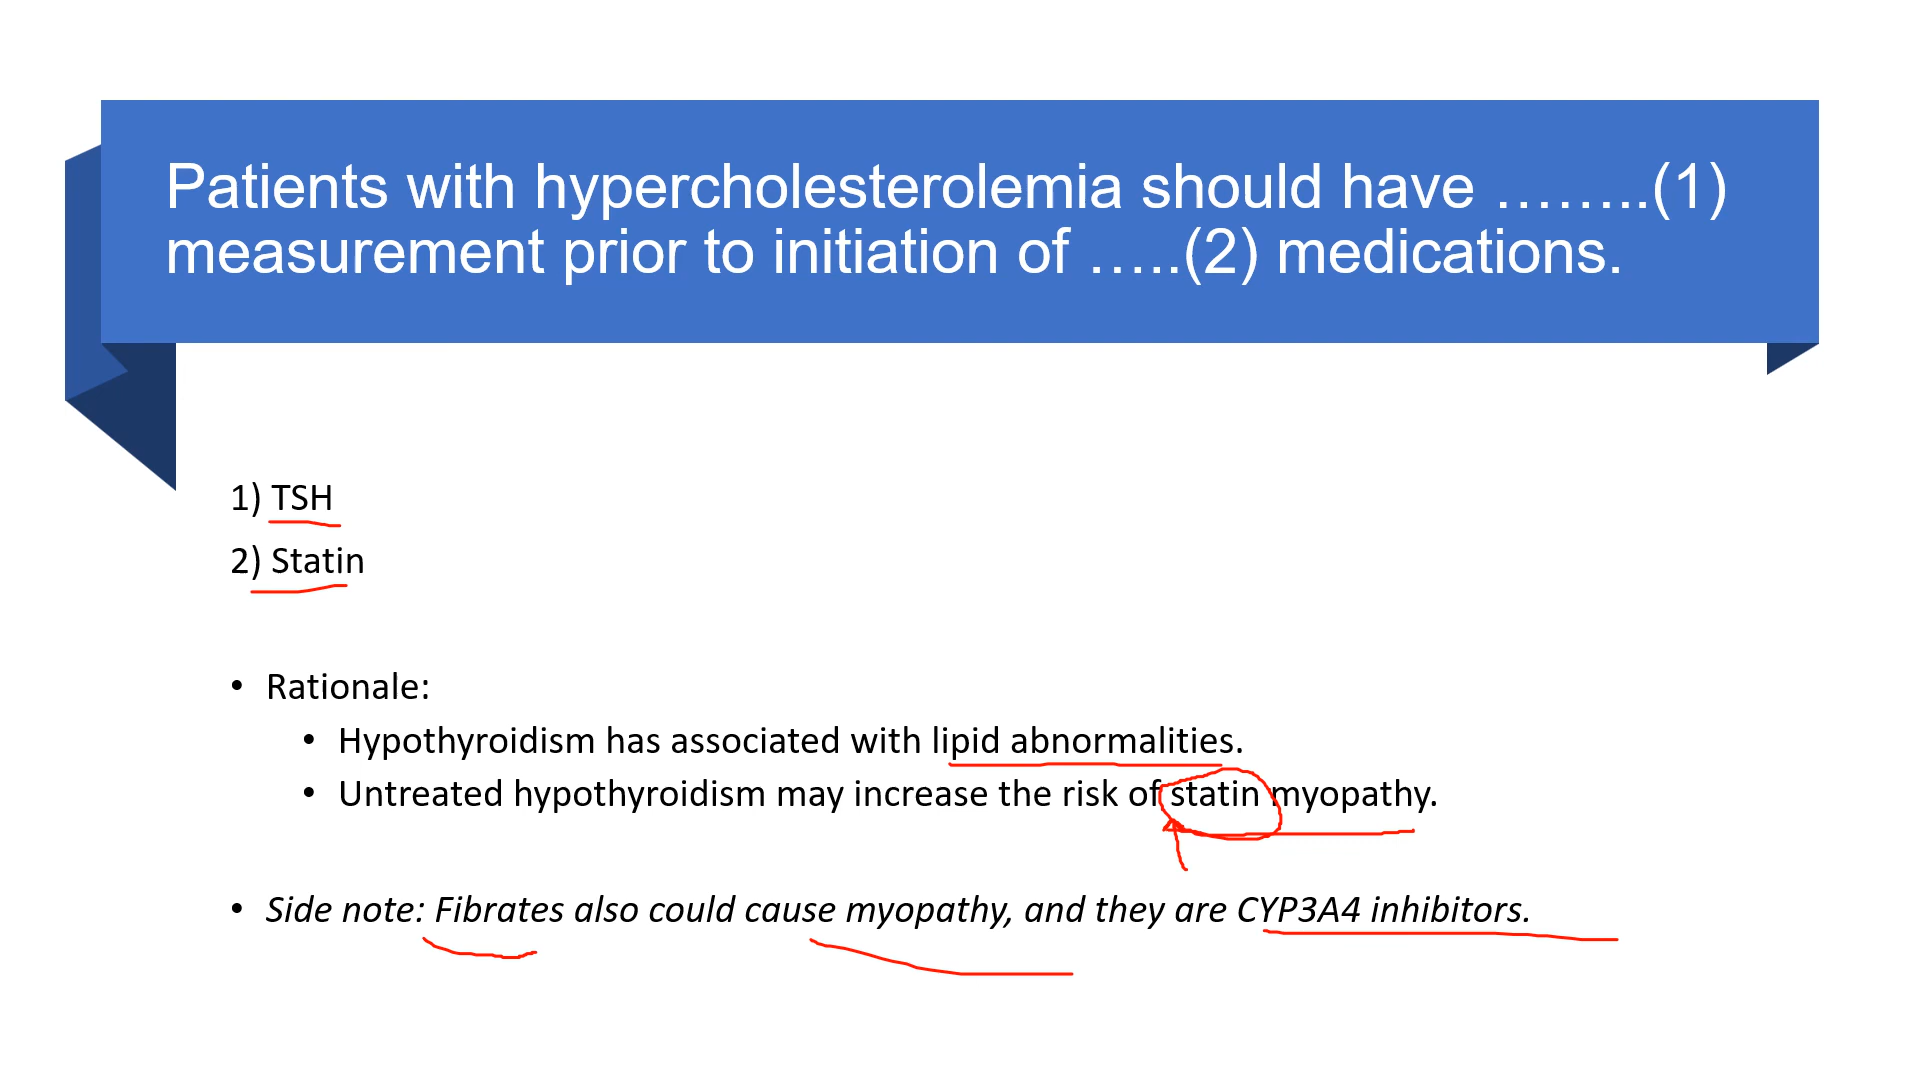 Patients with hypercholesterolemia should have ……..(1)
measurement prior to initiation of …..(2) medications.
1) TSH
2) Statin
• Rationale:
• Hypothyroidism has associated with lipid abnormalities.
• Untreated hypothyroidism may increase the risk of statin myopathy.
• Side note: Fibrates also could cause myopathy, and they are CYP3A4 inhibitors.